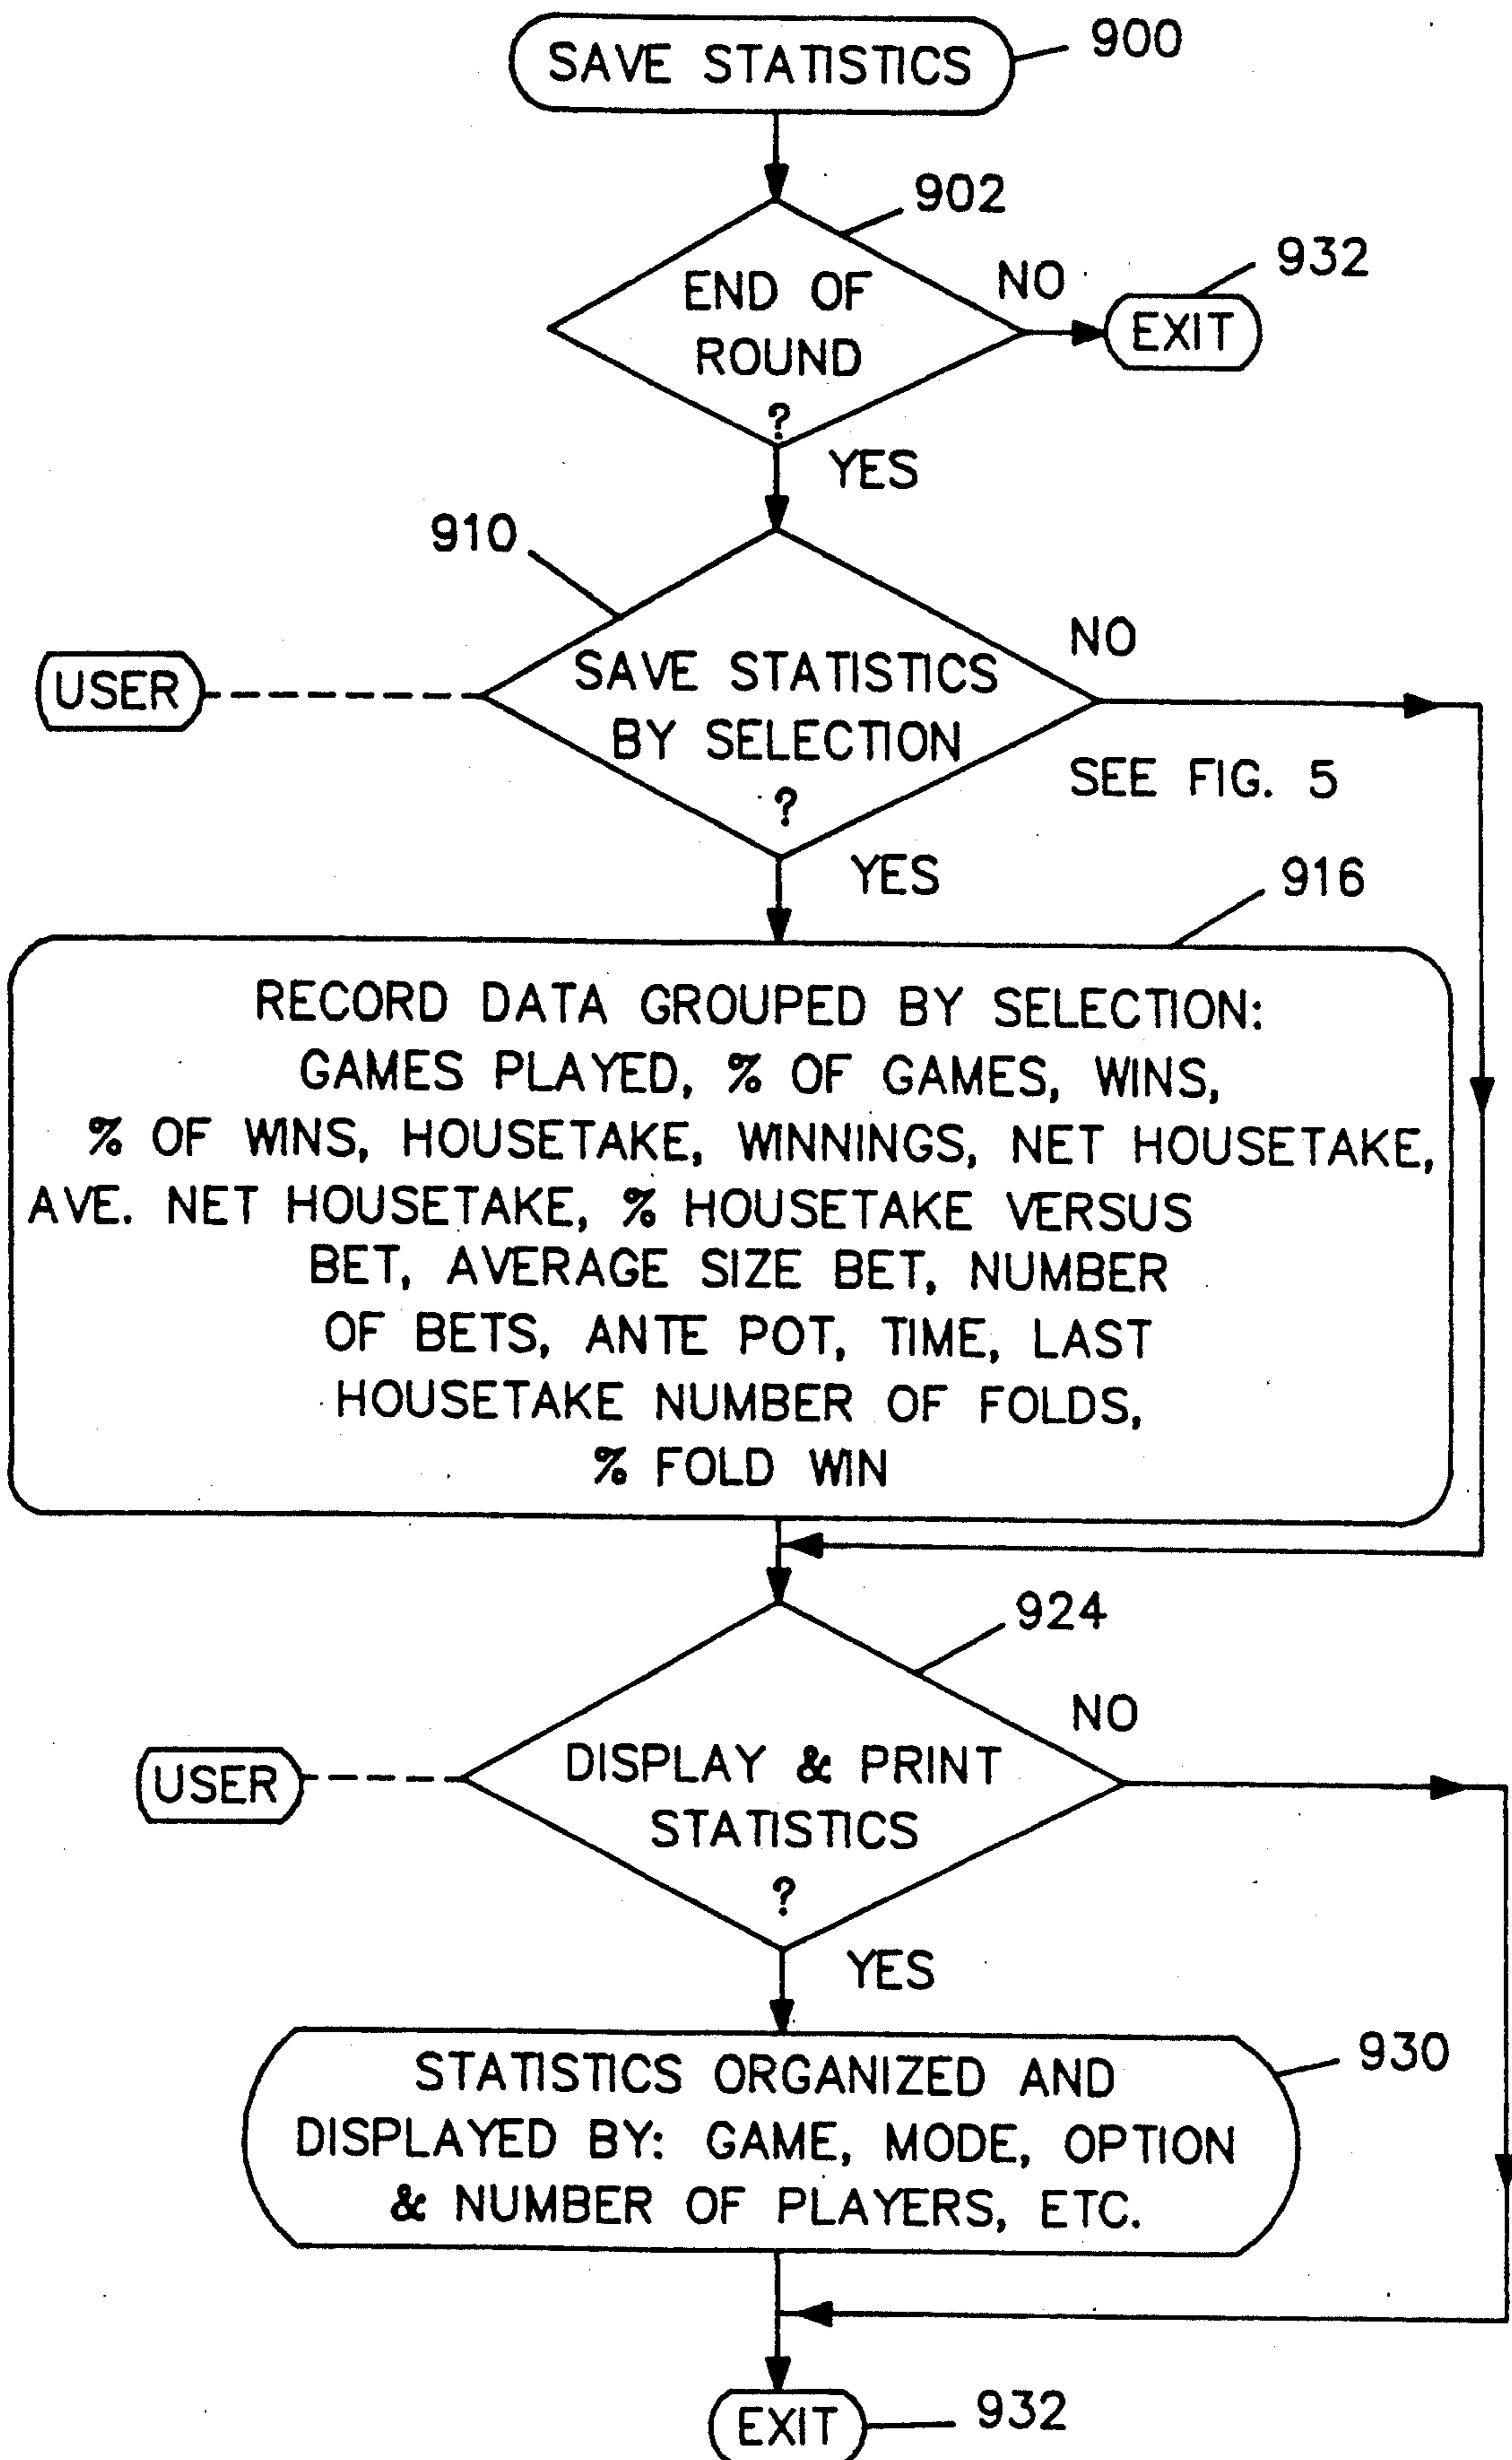 SAVE STATISTICS
900
902
END OF
ROUND
?
NO
932
EXIT
YES
910
USER
SAVE STATISTICS
BY SELECTION
?
NO
SEE FIG. 5
YES
916
RECORD DATA GROUPED BY SELECTION:
GAMES PLAYED, % OF GAMES, WINS,
% OF WINS, HOUSETAKE, WINNINGS, NET HOUSETAKE,
AVE. NET HOUSETAKE, % HOUSETAKE VERSUS
BET, AVERAGE SIZE BET, NUMBER
OF BETS, ANTE POT, TIME, LAST
HOUSETAKE NUMBER OF FOLDS,
% FOLD WIN
924
USER
DISPLAY & PRINT
STATISTICS
?
NO
YES
930
STATISTICS ORGANIZED AND
DISPLAYED BY: GAME, MODE, OPTION
& NUMBER OF PLAYERS, ETC.
EXIT
932